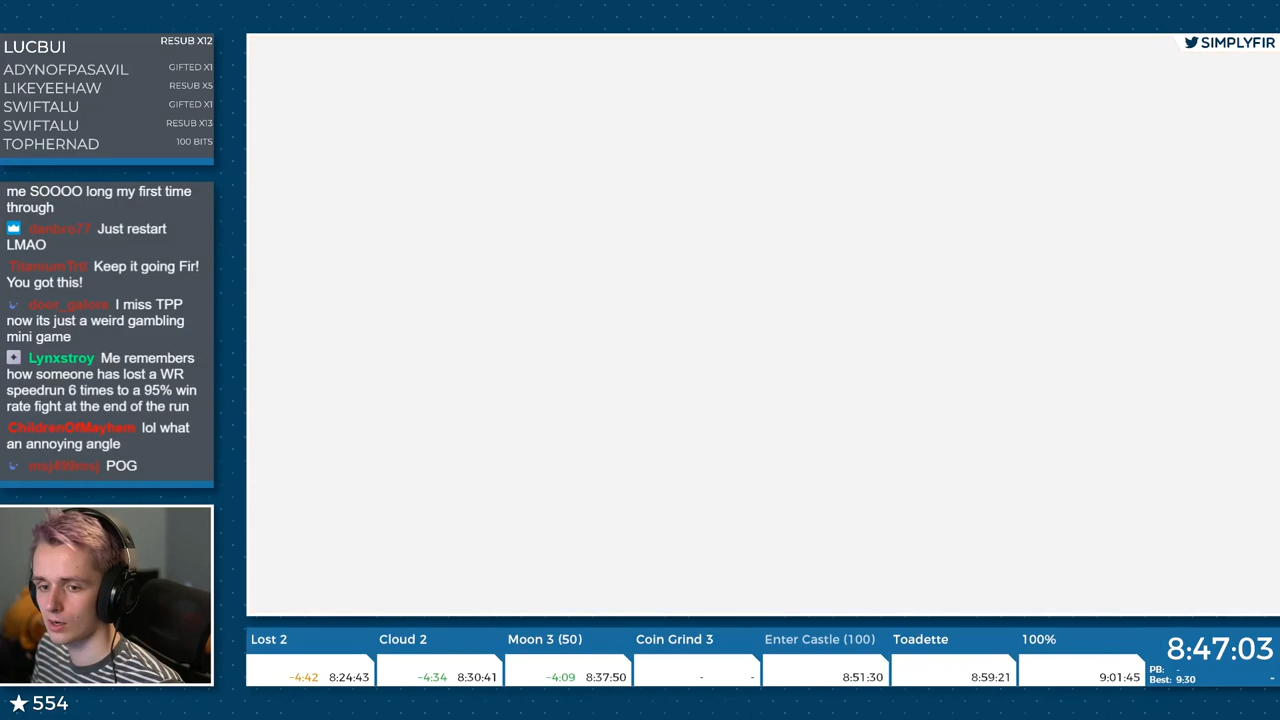 LUCBUI RESUB X12
ADYNOFPASAVIL GIFTED X1
LIKEYEEHAW RESUB X5
SWIFTALU GIFTED X1
SWIFTALU RESUB X13
TOPHERNAD 100 BITS
me SOOOO long my first time
through
danbro77 Just restart
LMAO
Keep it going Fir!
You got this!
door_galore I miss TPP
now its just a weird gambling
mini game
Lynxstroy Me remembers
how someone has lost a WR
speedrun 6 times to a 95% win
rate fight at the end of the run
ChildrenOfMayhem lol what
an annoying angle
POG
SIMPLYFIR
Lost 2 Cloud 2 Moon 3 (50) Coin Grind 3 Enter Castle (100) Toadette 100%
-4:42 8:24:43 -4:34 8:30:41 -4:09 8:37:50 - - 8:51:30 8:59:21 9:01:45
8:47:03
PB: -
Best: 9:30 -
★ 554